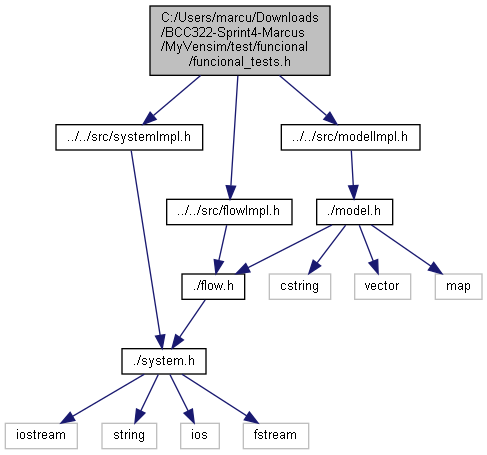 C:/Users/marcu/Downloads
/BCC322-Sprint4-Marcus
/MyVensim/test/funcional
/funcional_tests.h
../../src/systemImpl.h
../../src/modelImpl.h
../../src/flowImpl.h
./model.h
./flow.h
cstring
vector
map
./system.h
iostream
string
ios
fstream